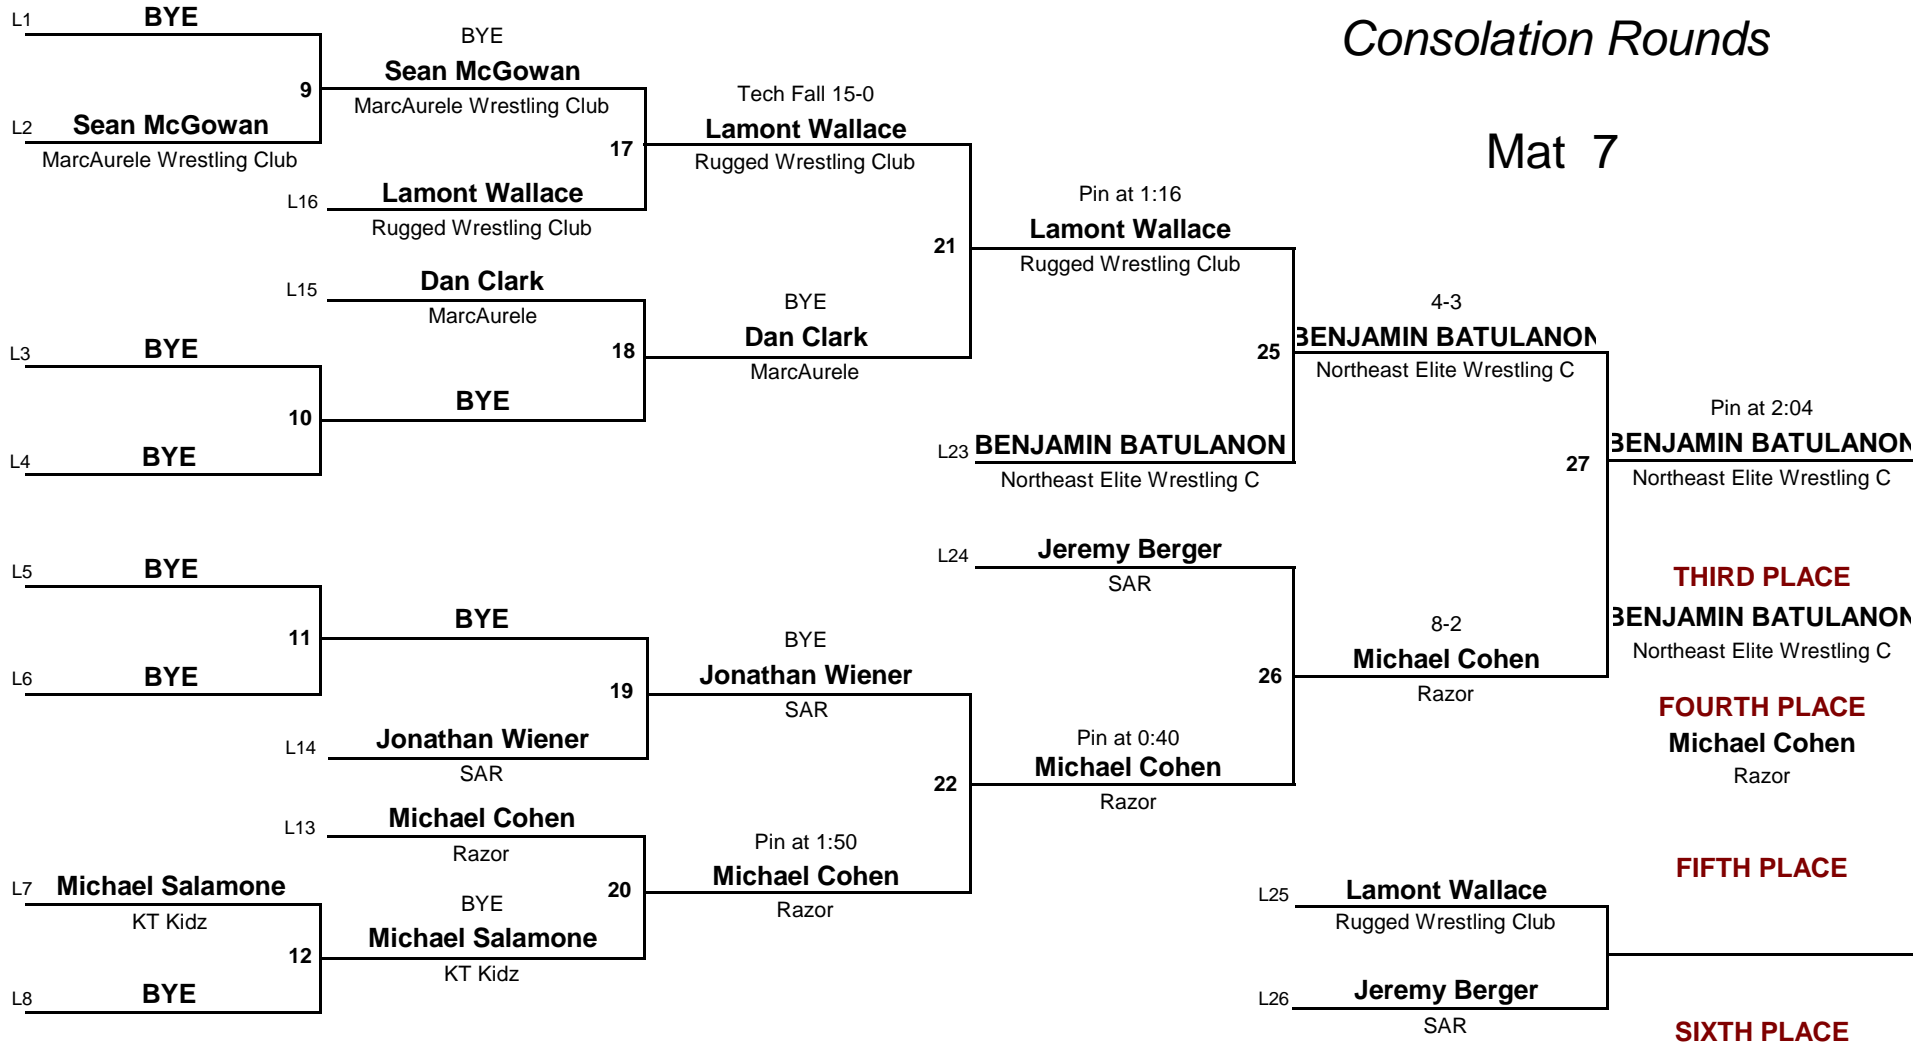 Consolation Rounds
Mat 7
L1 BYE
9
L2 Sean McGowan
MarcAurele Wrestling Club
BYE
Sean McGowan
MarcAurele Wrestling Club
17
L16 Lamont Wallace
Rugged Wrestling Club
Tech Fall 15-0
Lamont Wallace
Rugged Wrestling Club
21
L15 Dan Clark
MarcAurele
18
L3 BYE
10
L4 BYE
BYE
BYE
Dan Clark
MarcAurele
Pin at 1:16
Lamont Wallace
Rugged Wrestling Club
25
L23 BENJAMIN BATULANON
Northeast Elite Wrestling C
4-3
BENJAMIN BATULANON
Northeast Elite Wrestling C
27
Pin at 2:04
BENJAMIN BATULANON
Northeast Elite Wrestling C
L5 BYE
11
L6 BYE
BYE
19
L14 Jonathan Wiener
SAR
BYE
Jonathan Wiener
SAR
22
L13 Michael Cohen
Razor
20
L7 Michael Salamone
KT Kidz
12
L8 BYE
BYE
Michael Salamone
KT Kidz
Pin at 1:50
Michael Cohen
Razor
L24 Jeremy Berger
SAR
26
Pin at 0:40
Michael Cohen
Razor
8-2
Michael Cohen
Razor
THIRD PLACE
BENJAMIN BATULANON
Northeast Elite Wrestling C
FOURTH PLACE
Michael Cohen
Razor
L25 Lamont Wallace
Rugged Wrestling Club
L26 Jeremy Berger
SAR
FIFTH PLACE
SIXTH PLACE